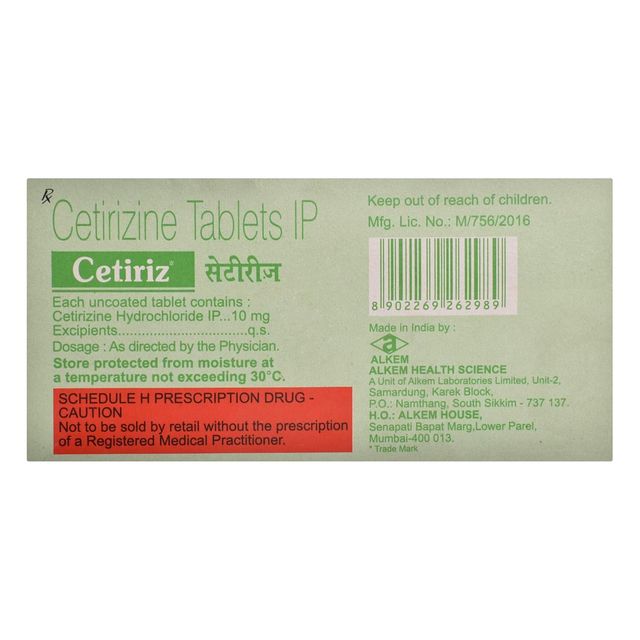 Rx
Cetirizine Tablets IP
Cetiriz®
सेटीरीज
Each uncoated tablet contains :
Cetirizine Hydrochloride IP...10 mg
Excipients................................q.s.
Dosage : As directed by the Physician.
Store protected from moisture at
a temperature not exceeding 30°C.
SCHEDULE H PRESCRIPTION DRUG -
CAUTION
Not to be sold by retail without the prescription
of a Registered Medical Practitioner.
Keep out of reach of children.
Mfg. Lic. No.: M/756/2016
8 902269 262989
Made in India by :
a
ALKEM
ALKEM HEALTH SCIENCE
A Unit of Alkem Laboratories Limited, Unit-2,
Samardung, Karek Block,
P.O.: Namthang, South Sikkim - 737 137.
H.O.: ALKEM HOUSE,
Senapati Bapat Marg,Lower Parel,
Mumbai-400 013.
* Trade Mark